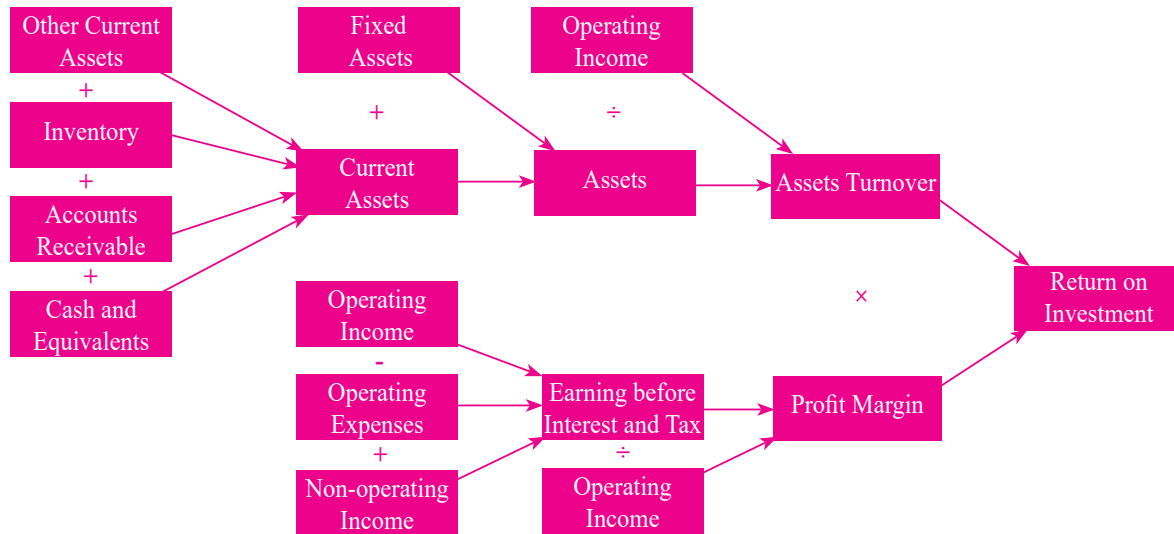 Other Current
Assets
+
Inventory
+
Accounts
Receivable
+
Cash and
Equivalents
Fixed
Assets
+
Current
Assets
Operating
Income
÷
Assets
Assets Turnover
Operating
Income
-
Operating
Expenses
+
Non-operating
Income
Earning before
Interest and Tax
÷
Operating
Income
Profit Margin
×
Return on
Investment